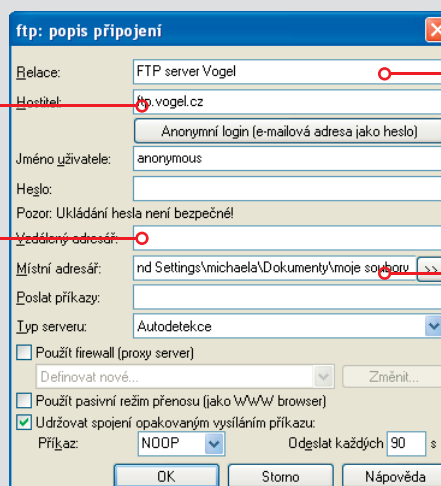 ftp: popis připojení
Relace: FTP server Vogel
Hostitel: ftp.vogel.cz
Anonymní login (e-mailová adresa jako heslo)
Jméno uživatele: anonymous
Heslo:
Pozor: Ukládání hesla není bezpečné!
Vzdálený adresář:
Místní adresář: nd Settings\michaela\Dokumenty\moje soubory >>
Poslat příkazy:
Typ serveru: Autodetekce
Použít firewall (proxy server)
Definovat nové... Změnit...
Použít pasivní režim přenosu (jako WWW browser)
Udržovat spojení opakovaným vysíláním příkazu:
Příkaz: NOOP Odeslat každých 90 s
OK Storno Nápověda